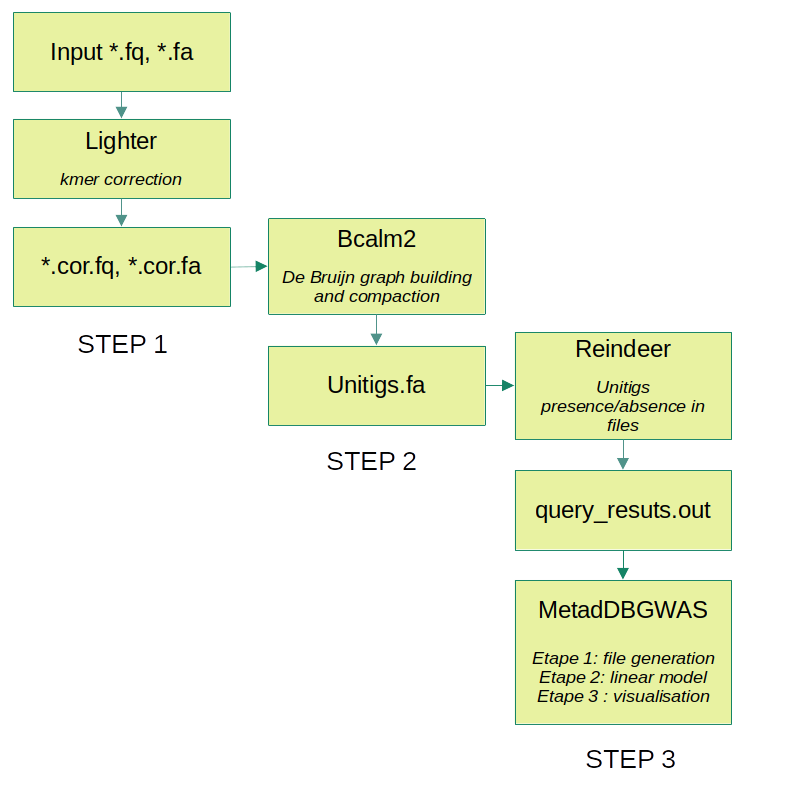 Input *.fq, *.fa
Lighter
kmer correction
*.cor.fq, *.cor.fa
STEP 1
Bcalm2
De Bruijn graph building
and compaction
Unitigs.fa
STEP 2
Reindeer
Unitigs
presence/absence in
files
query_resuts.out
MetadDBGWAS
Etape 1: file generation
Etape 2: linear model
Etape 3 : visualisation
STEP 3